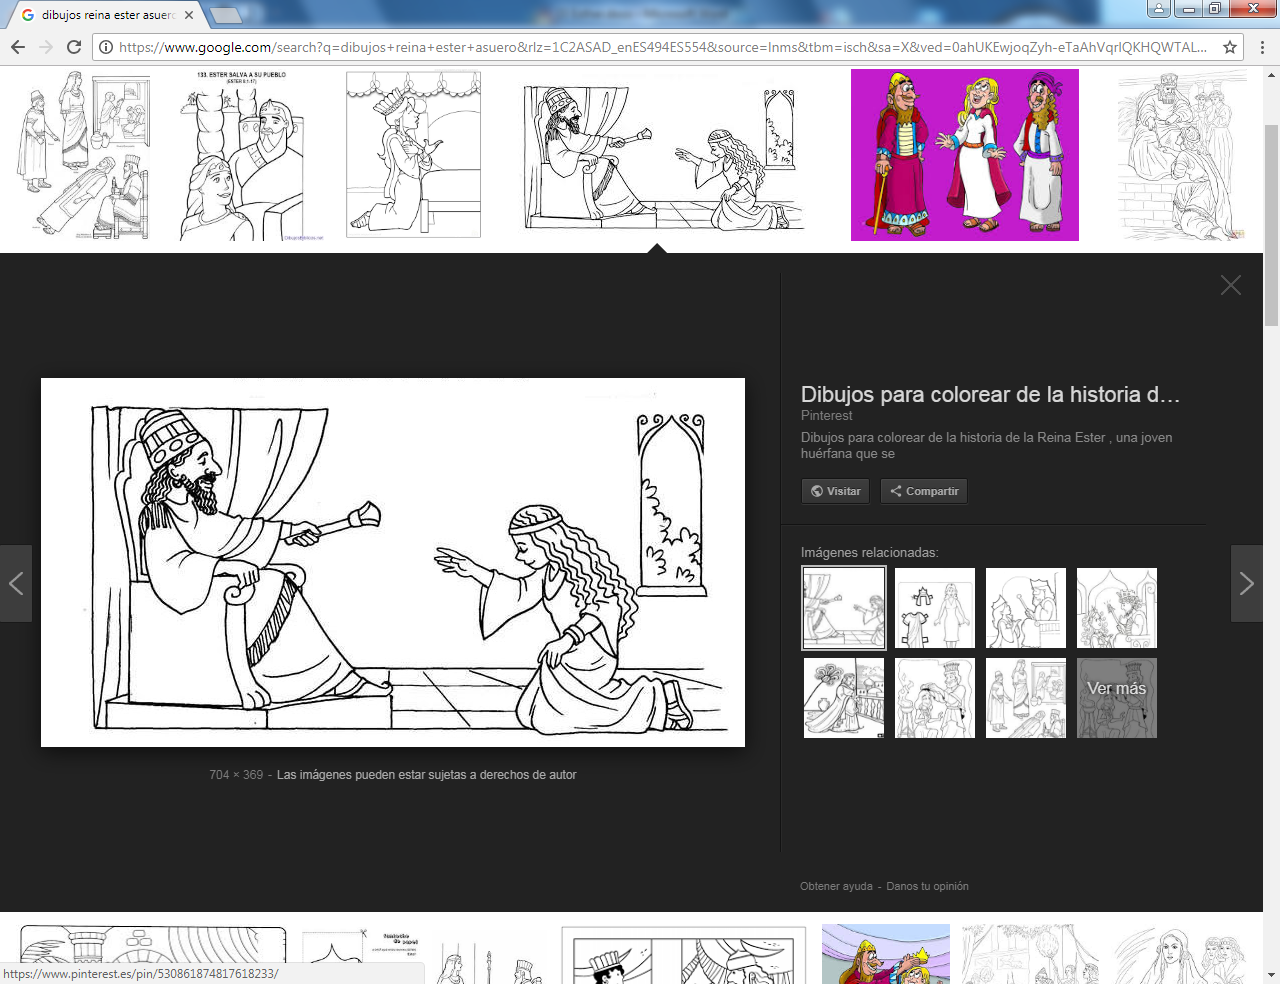 dibujos reina ester asuero
https://www.google.com/search?q=dibujos+reina+ester+asuero&rlz=1C2ASAD_enES494ES554&source=lnms&tbm=isch&sa=X&ved=0ahUKEwjoqZyh-eTaAhVqrlQKHQWTAL...
133. ESTER SALVA A SU PUEBLO
Dibujos para colorear de la historia d...
Pinterest
Dibujos para colorear de la historia de la Reina Ester , una joven
huérfana que se
Visitar
Compartir
Imágenes relacionadas:
Ver más
704 × 369 - Las imágenes pueden estar sujetas a derechos de autor
Obtener ayuda - Danos tu opinión
https://www.pinterest.es/pin/530861874817618233/